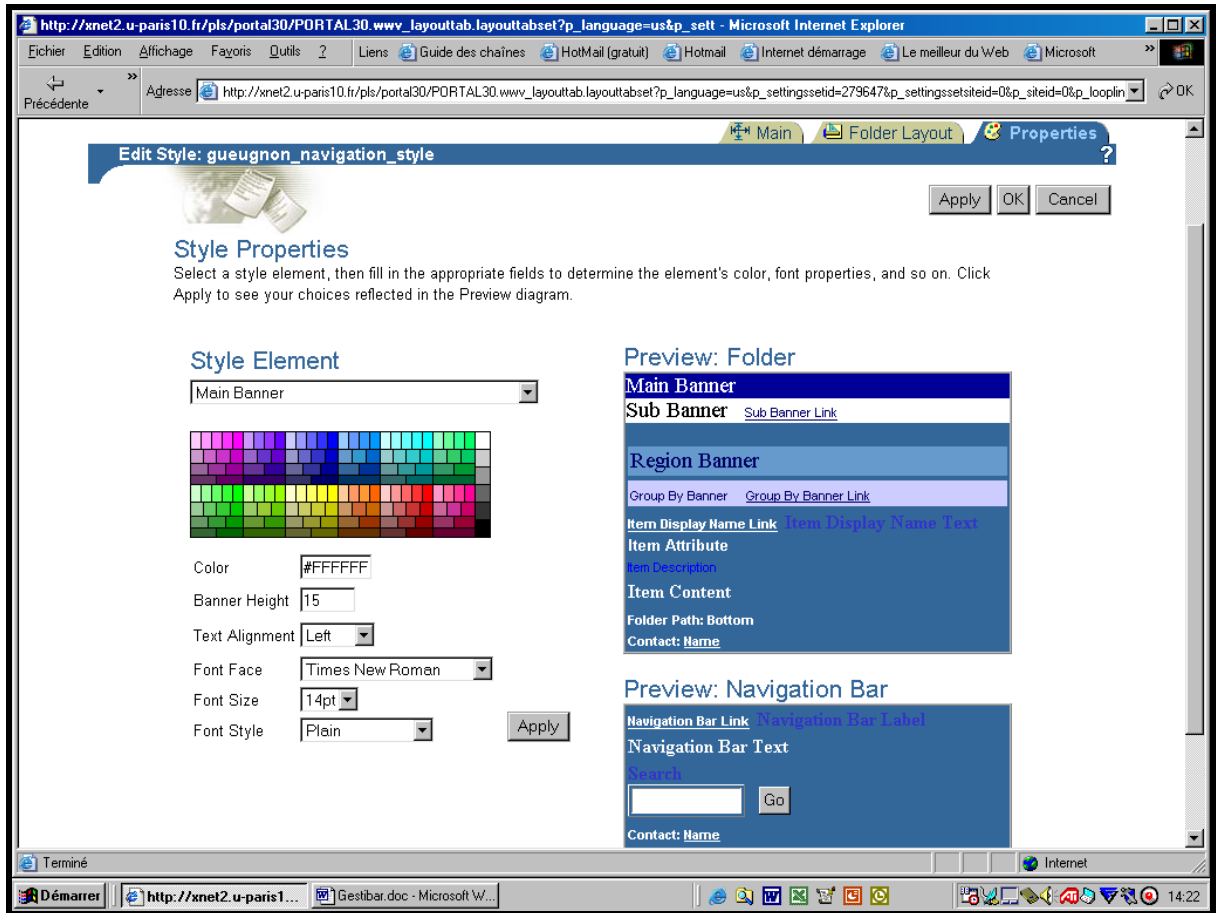 http://xnet2.u-paris10.fr/pls/portal30/PORTAL30.wwv_layouttab.layouttabset?p_language=us&p_sett - Microsoft Internet Explorer
Fichier Edition Affichage Favoris Outils ? Liens Guide des chaînes HotMail (gratuit) Hotmail Internet démarrage Le meilleur du Web Microsoft »
Précédente » Adresse http://xnet2.u-paris10.fr/pls/portal30/PORTAL30.wwv_layouttab.layouttabset?p_language=us&p_settingssetid=279647&p_settingssetsiteid=0&p_siteid=0&p_looplin OK
Main Folder Layout Properties
Edit Style: gueugnon_navigation_style ?
Apply OK Cancel
Style Properties
Select a style element, then fill in the appropriate fields to determine the element's color, font properties, and so on. Click
Apply to see your choices reflected in the Preview diagram.
Style Element
Main Banner
Color #FFFFFF
Banner Height 15
Text Alignment Left
Font Face Times New Roman
Font Size 14pt
Font Style Plain
Apply
Preview: Folder
Main Banner
Sub Banner Sub Banner Link
Region Banner
Group By Banner Group By Banner Link
Item Display Name Link Item Display Name Text
Item Attribute
Item Description
Item Content
Folder Path: Bottom
Contact: Name
Preview: Navigation Bar
Navigation Bar Link Navigation Bar Label
Navigation Bar Text
Search
Go
Contact: Name
Terminé Internet
Démarrer http://xnet2.u-paris1... Gestibar.doc - Microsoft W... 14:22